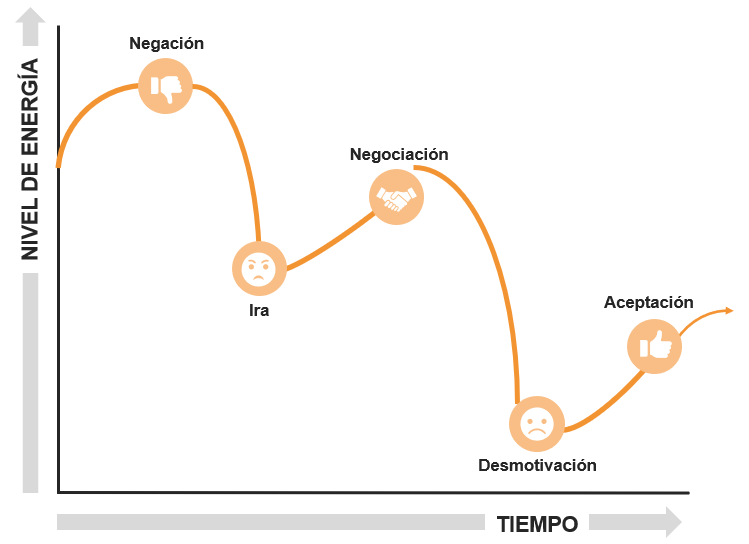 Negación
NIVEL DE ENERGÍA
Negociación
Ira
Aceptación
Desmotivación
TIEMPO